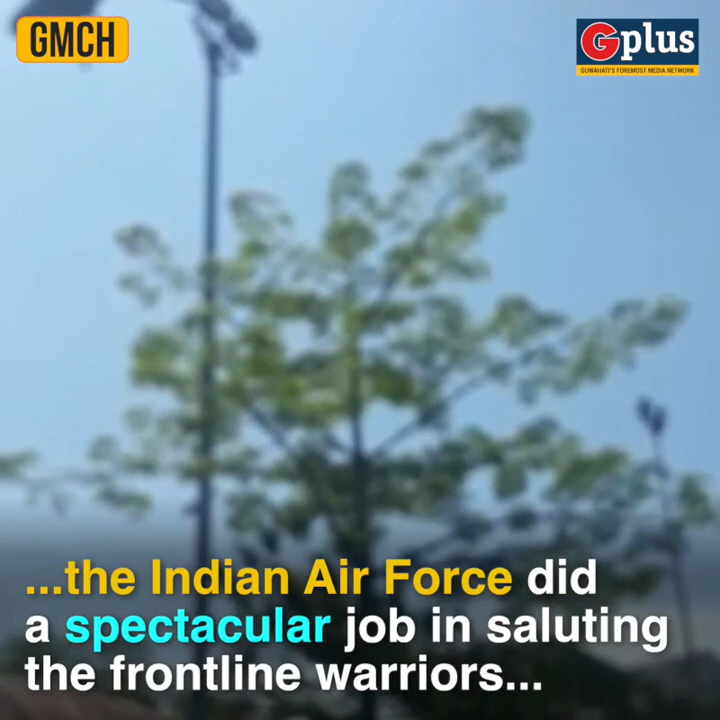 GMCH
Gplus
GUWAHATI'S FOREMOST MEDIA NETWORK
...the Indian Air Force did
a spectacular job in saluting
the frontline warriors...